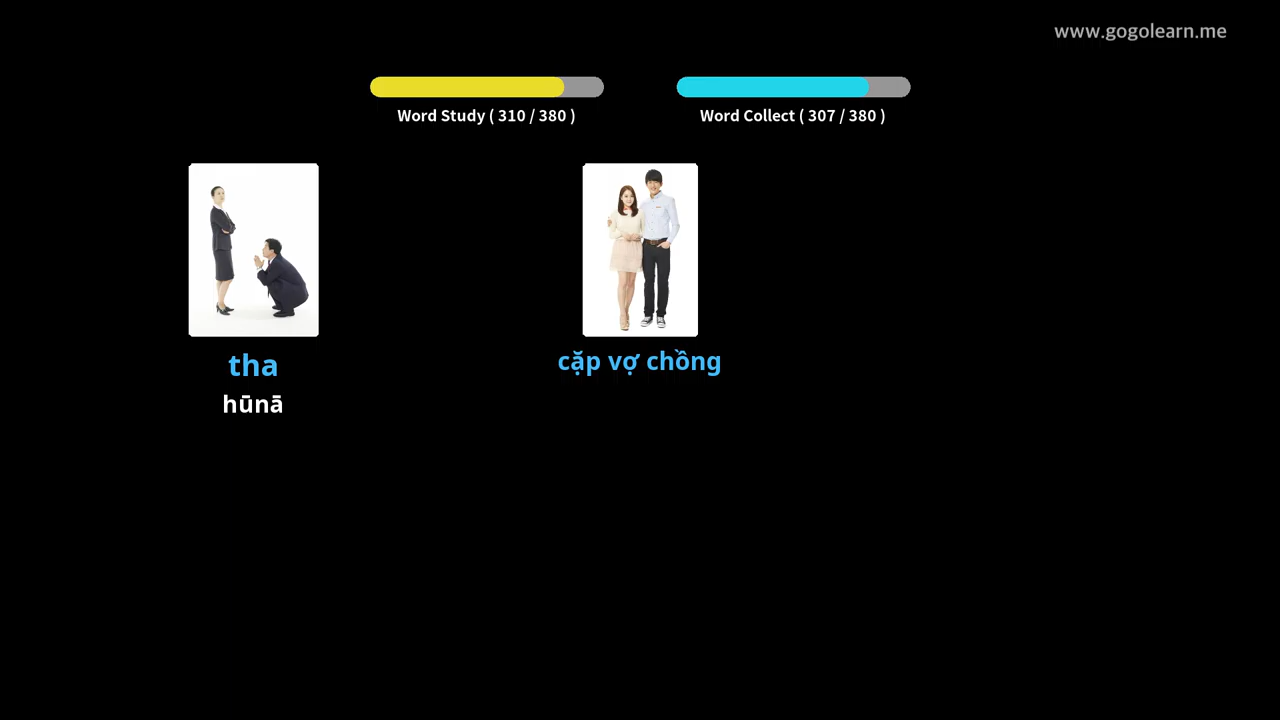 www.gogolearn.me
Word Study ( 310 / 380 )
Word Collect ( 307 / 380 )
tha
hūnā
cặp vợ chồng